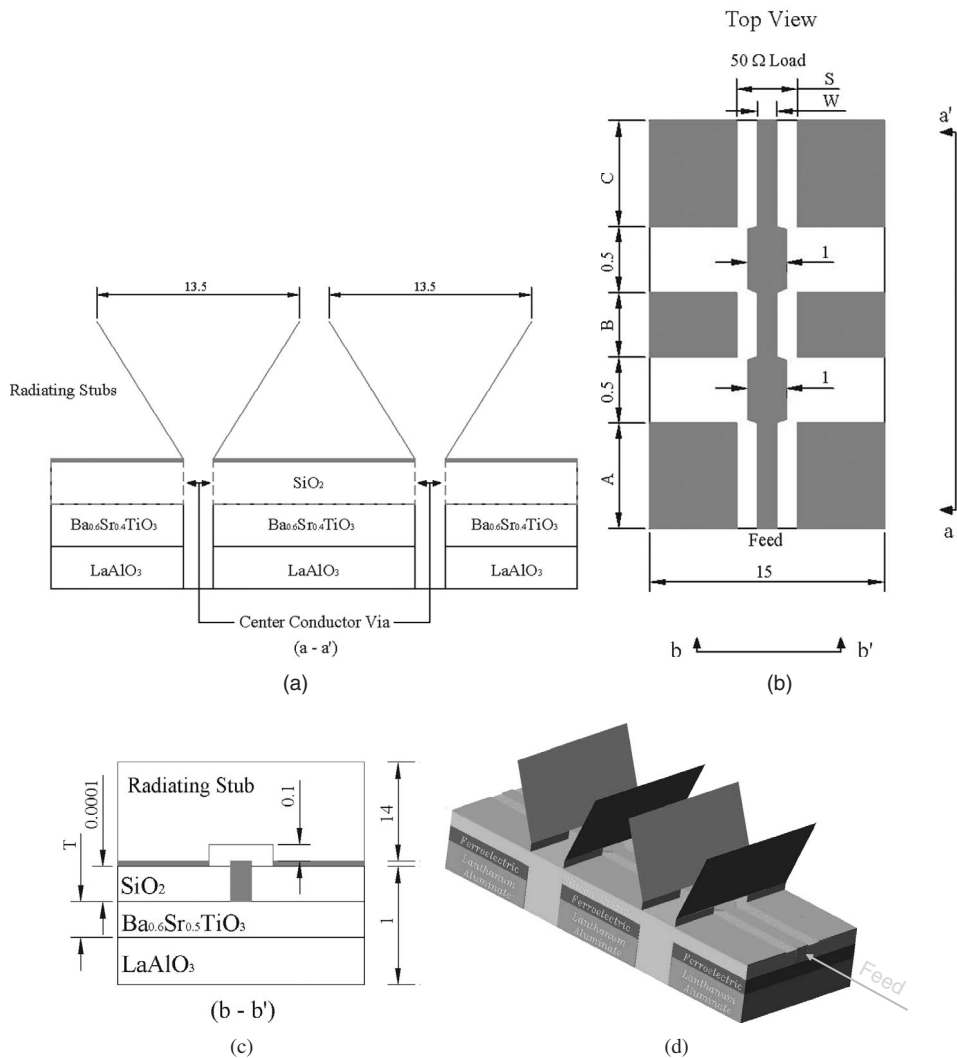 13.5
13.5
Radiating Stubs
SiO₂
Ba₀.₆Sr₀.₄TiO₃
Ba₀.₆Sr₀.₄TiO₃
Ba₀.₆Sr₀.₄TiO₃
LaAlO₃
LaAlO₃
LaAlO₃
Center Conductor Via
(a - a')
(a)
Top View
50 Ω Load
S
W
a'
C
0.5
1
B
0.5
1
A
Feed
a
15
b
b'
(b)
Radiating Stub
0.1
14
0.0001
T
SiO₂
Ba₀.₆Sr₀.₅TiO₃
LaAlO₃
1
(b - b')
(c)
Ferroelectric
Lanthanum
Aluminate
Ferroelectric
Lanthanum
Aluminate
Ferroelectric
Lanthanum
Aluminate
Feed
(d)